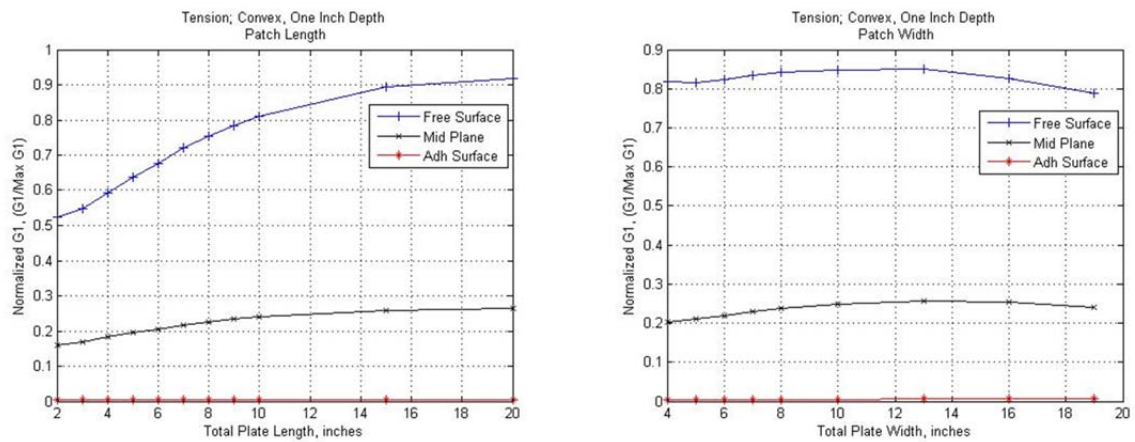 Tension; Convex, One Inch Depth
Patch Length
Normalized G1, (G1/Max G1)
1
0.9
0.8
0.7
0.6
0.5
0.4
0.3
0.2
0.1
0
Free Surface
Mid Plane
Adh Surface
2 4 6 8 10 12 14 16 18 20
Total Plate Length, inches
Tension; Convex, One Inch Depth
Patch Width
Normalized G1, (G1/Max G1)
0.9
0.8
0.7
0.6
0.5
0.4
0.3
0.2
0.1
0
Free Surface
Mid Plane
Adh Surface
4 6 8 10 12 14 16 18 20
Total Plate Width, inches